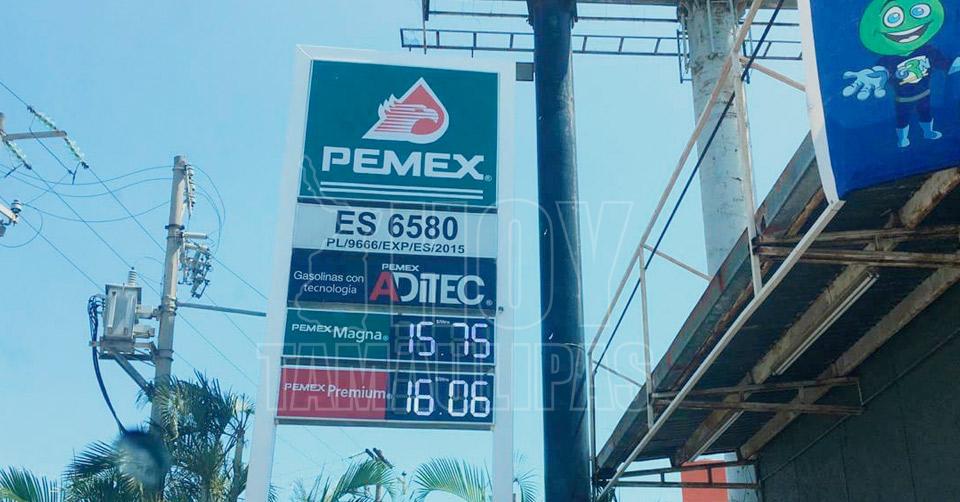 PEMEX®
ES 6580
PL/9666/EXP/ES/2015
Gasolinas con
tecnología
PEMEX
ADITEC®
PEMEX Magna® 15.75
PEMEX Premium® 16.06
HOY
TAMAULIPAS